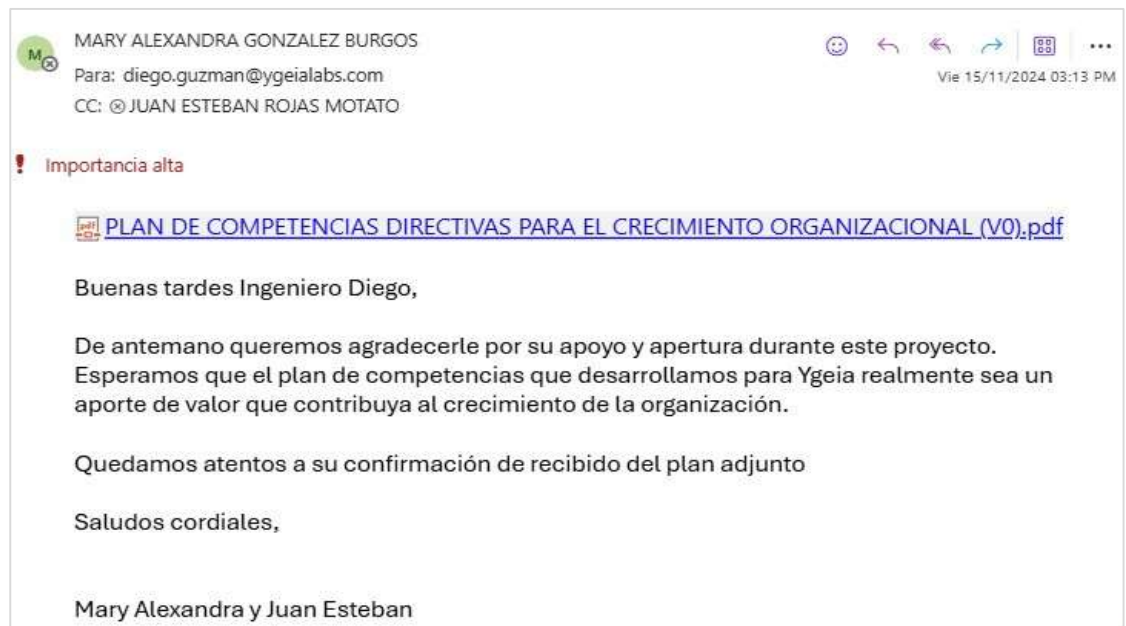 MARY ALEXANDRA GONZALEZ BURGOS
Para: diego.guzman@ygeialabs.com
CC: JUAN ESTEBAN ROJAS MOTATO
Vie 15/11/2024 03:13 PM
Importancia alta
PLAN DE COMPETENCIAS DIRECTIVAS PARA EL CRECIMIENTO ORGANIZACIONAL (V0).pdf
Buenas tardes Ingeniero Diego,
De antemano queremos agradecerle por su apoyo y apertura durante este proyecto.
Esperamos que el plan de competencias que desarrollamos para Ygeia realmente sea un
aporte de valor que contribuya al crecimiento de la organización.
Quedamos atentos a su confirmación de recibido del plan adjunto
Saludos cordiales,
Mary Alexandra y Juan Esteban